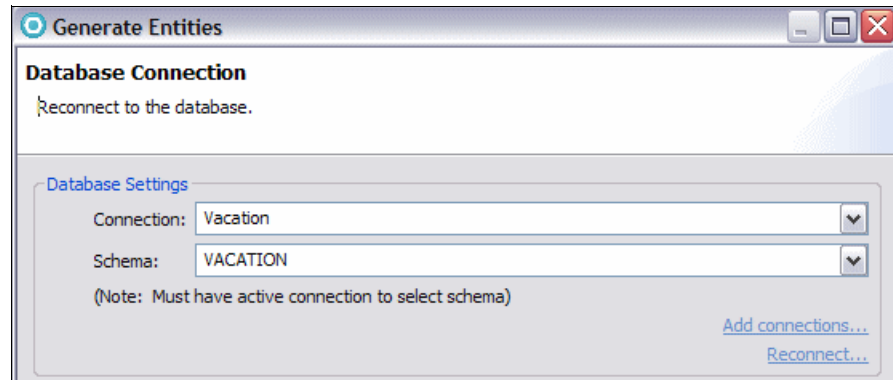 Generate Entities
Database Connection
Reconnect to the database.
Database Settings
Connection: Vacation
Schema: VACATION
(Note: Must have active connection to select schema)
Add connections...
Reconnect...